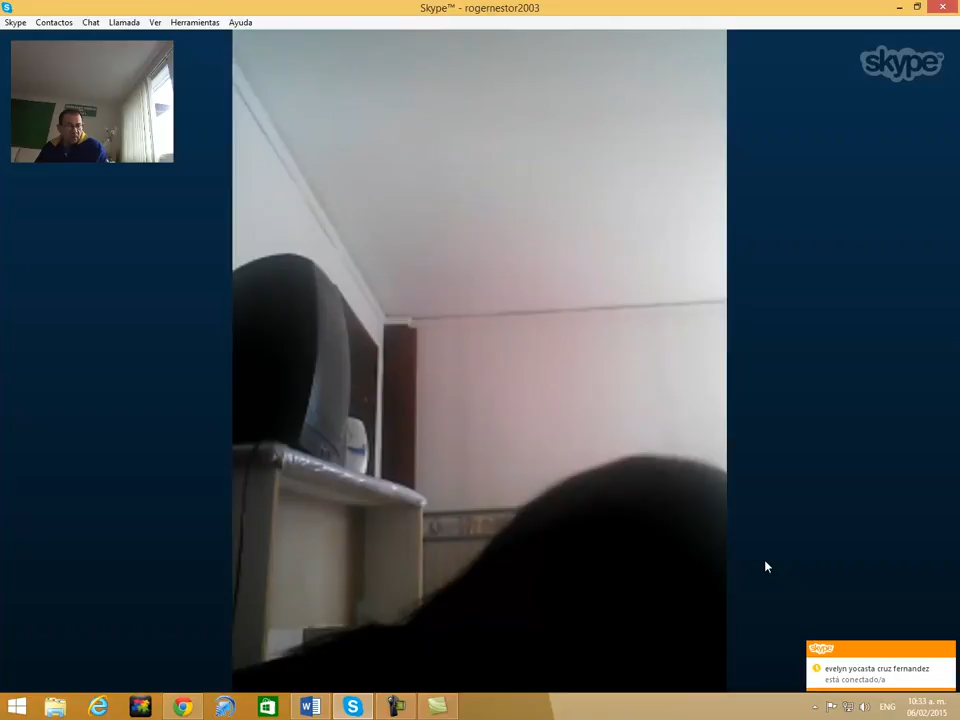 Skype™ - rogernestor2003
Skype Contactos Chat Llamada Ver Herramientas Ayuda
skype
skype
evelyn yocasta cruz fernandez
está conectado/a
ENG
10:33 a.m.
06/02/2015